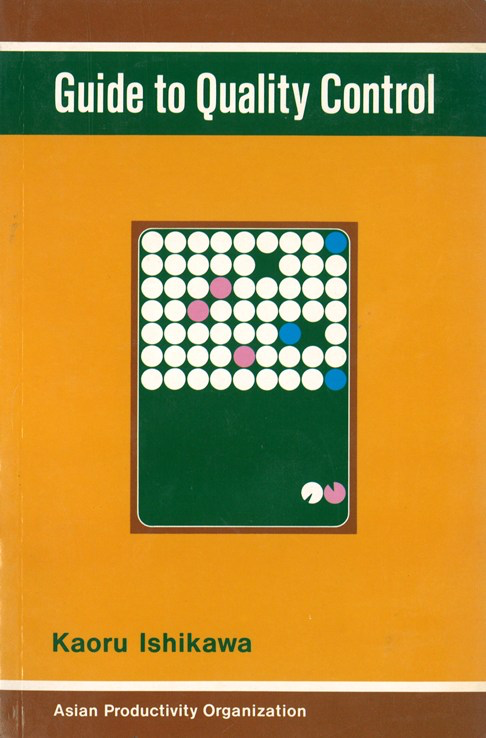 Guide to Quality Control
Kaoru Ishikawa
Asian Productivity Organization